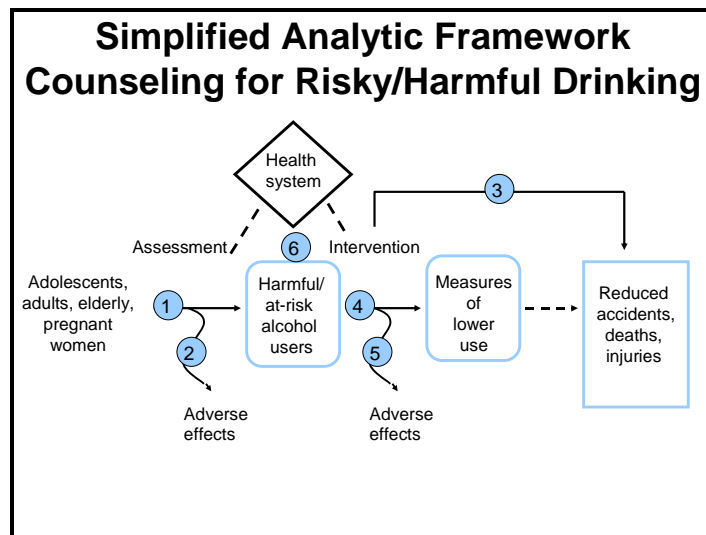 Simplified Analytic Framework
Counseling for Risky/Harmful Drinking
Health
system
3
Assessment
6
Intervention
Adolescents,
adults, elderly,
pregnant
women
1
2
Adverse
effects
Harmful/
at-risk
alcohol
users
4
5
Adverse
effects
Measures
of
lower
use
Reduced
accidents,
deaths,
injuries